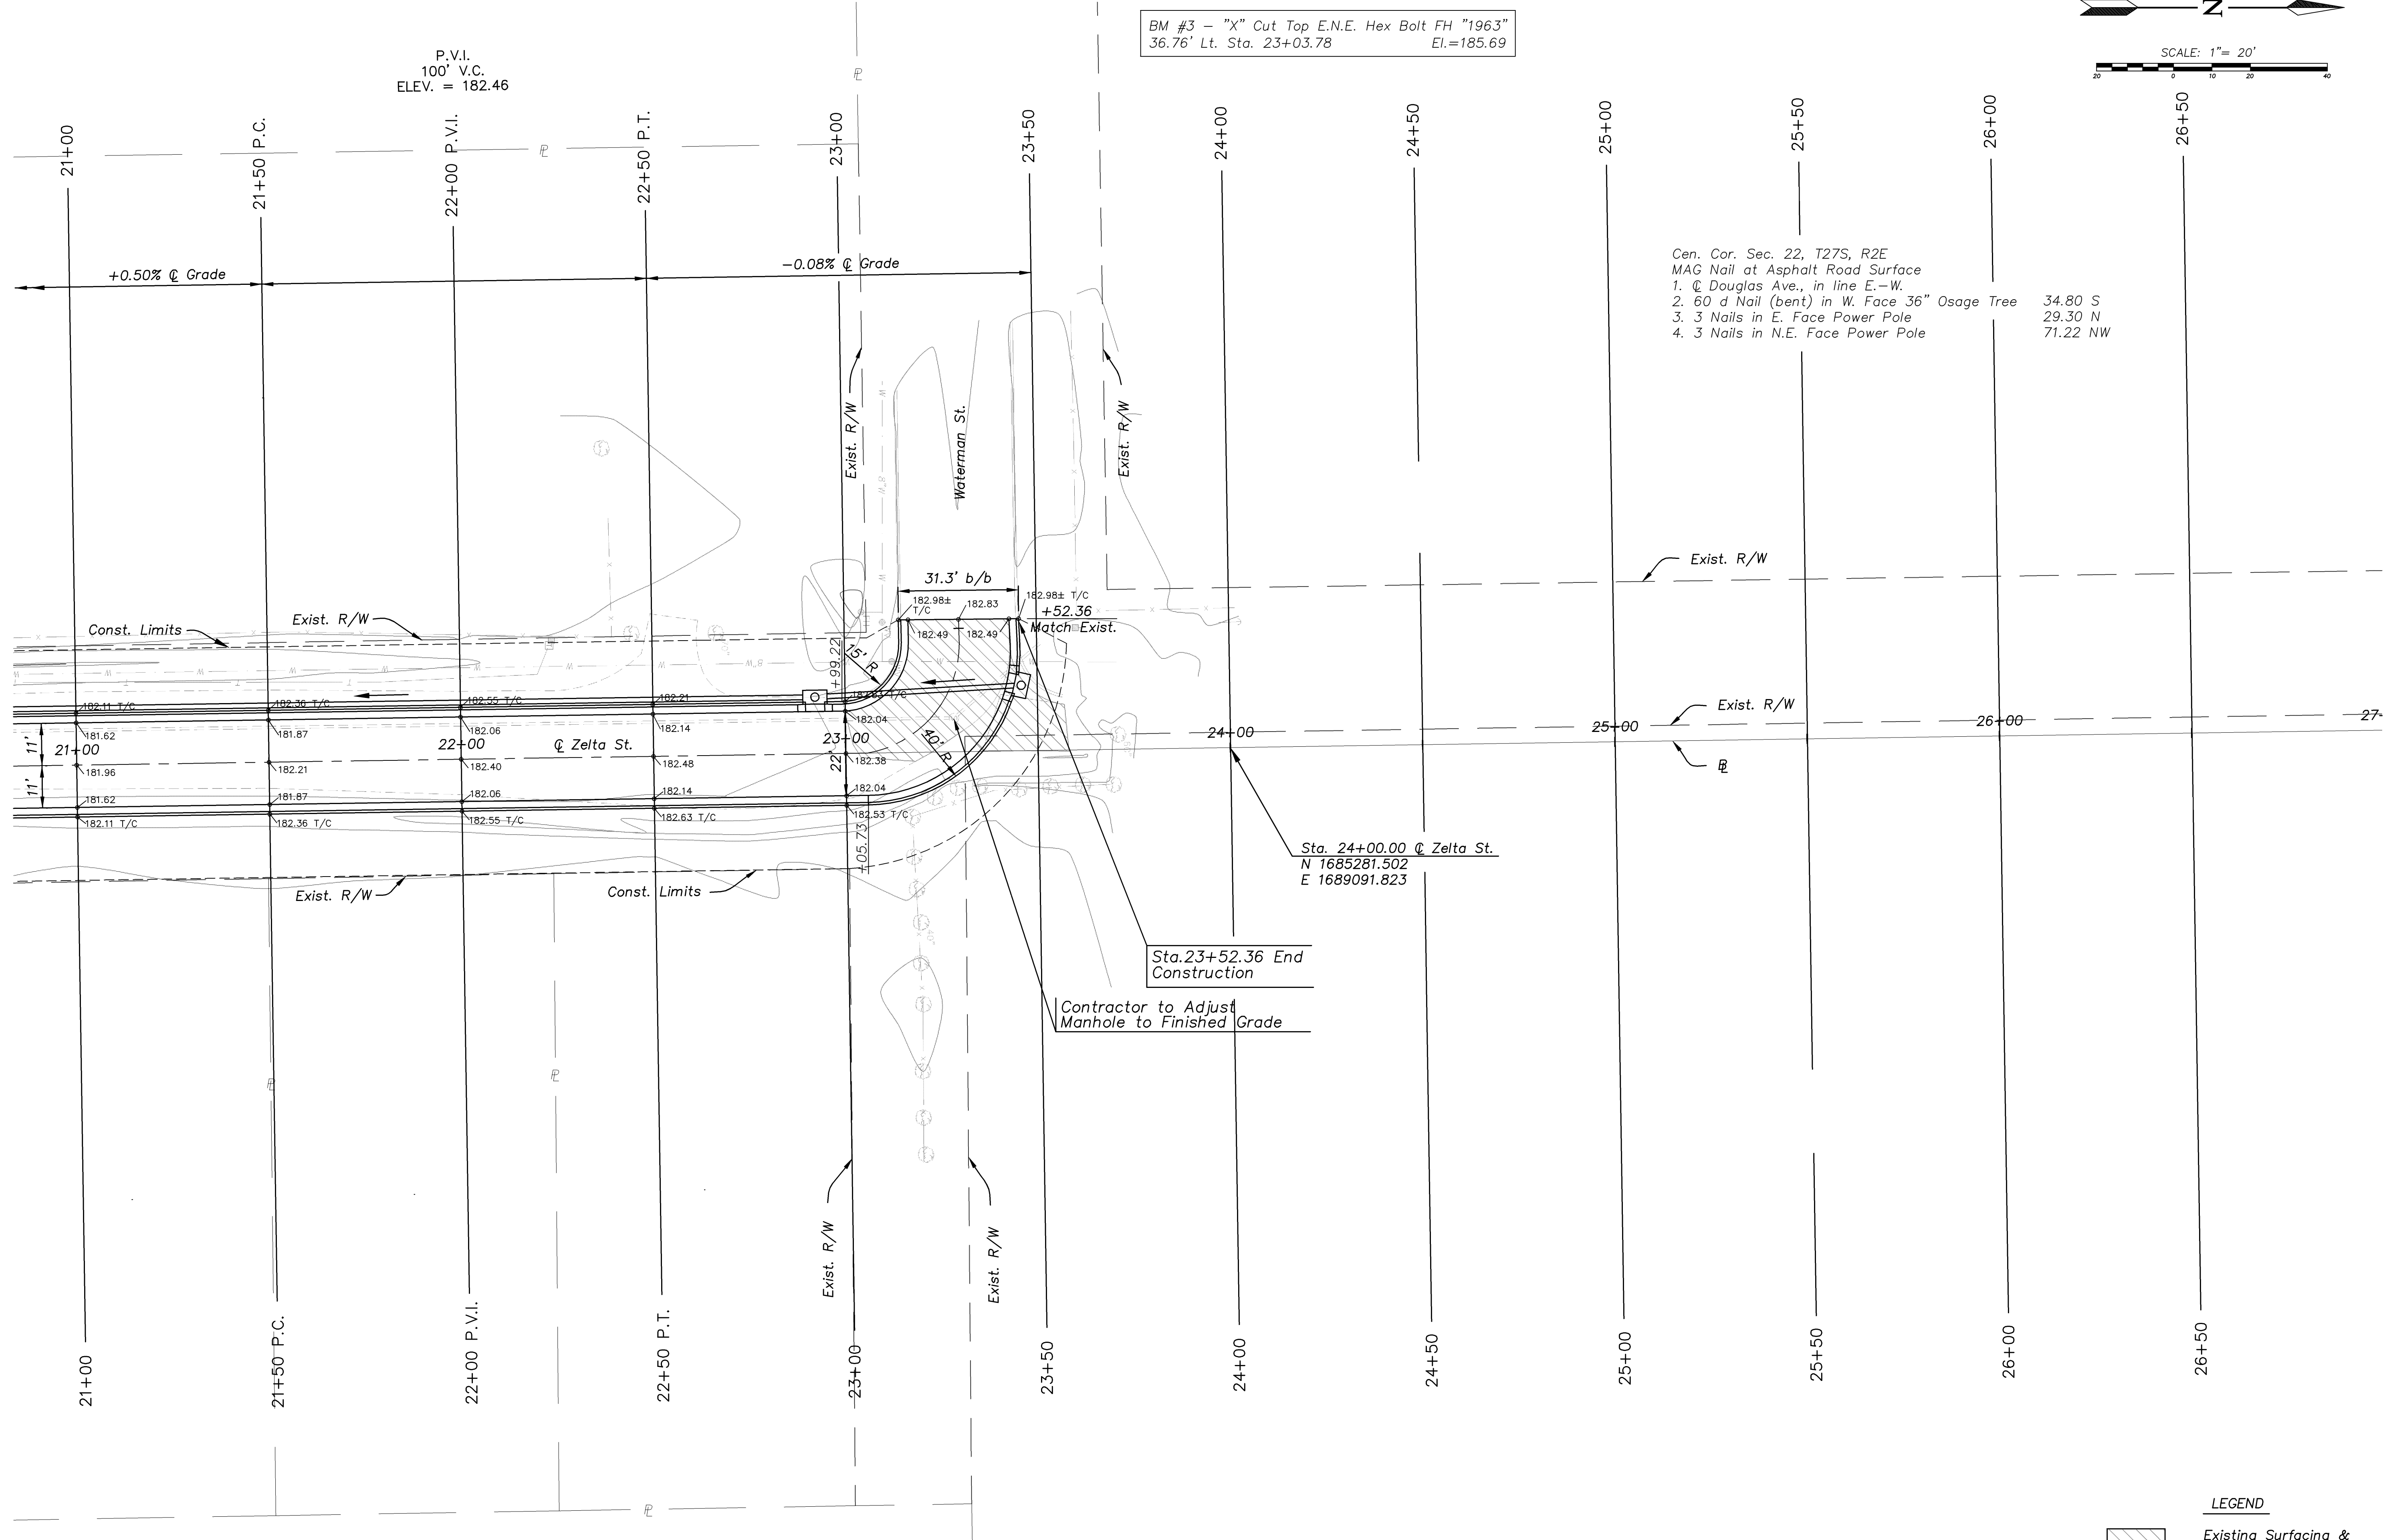 BM #3 – "X" Cut Top E.N.E. Hex Bolt FH "1963"
36.76' Lt. Sta. 23+03.78 El.=185.69
N
SCALE: 1"= 20'
20 0 10 20 40
P.V.I.
100' V.C.
ELEV. = 182.46
21+00
21+50 P.C.
22+00 P.V.I.
22+50 P.T.
23+00
23+50
24+00
24+50
25+00
25+50
26+00
26+50
+0.50% ℄ Grade
-0.08% ℄ Grade
Cen. Cor. Sec. 22, T27S, R2E
MAG Nail at Asphalt Road Surface
1. ℄ Douglas Ave., in line E.–W.
2. 60 d Nail (bent) in W. Face 36" Osage Tree 34.80 S
3. 3 Nails in E. Face Power Pole 29.30 N
4. 3 Nails in N.E. Face Power Pole 71.22 NW
Exist. R/W
Waterman St.
Exist. R/W
8"W
31.3' b/b
182.98± T/C
182.83
182.98± T/C
+52.36
Match Exist.
182.49
182.49
Const. Limits
Exist. R/W
Exist. R/W
+99.22
15' R
8"W
182.11 T/C
182.36 T/C
182.55 T/C
182.21
181.62
181.87
182.06
182.14
182.04
11'
21+00
22+00
℄ Zelta St.
23+00
24+00
25+00
26+00
27
Exist. R/W
181.96
182.21
182.40
182.48
182.38
22'
40' R
11'
181.62
181.87
182.06
182.14
182.04
182.11 T/C
182.36 T/C
182.55 T/C
182.63 T/C
182.53 T/C
+05.73
Exist. R/W
Const. Limits
Sta. 24+00.00 ℄ Zelta St.
N 1685281.502
E 1689091.823
Sta.23+52.36 End
Construction
Contractor to Adjust
Manhole to Finished Grade
Exist. R/W
Exist. R/W
21+00
21+50 P.C.
22+00 P.V.I.
22+50 P.T.
23+00
23+50
24+00
24+50
25+00
25+50
26+00
26+50
LEGEND
Existing Surfacing &